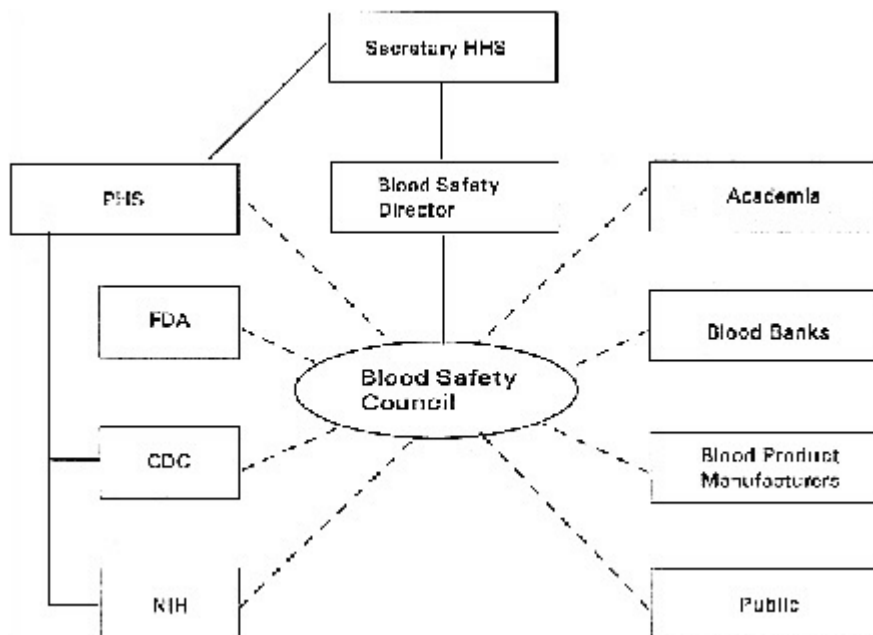 Secretary HHS
PHS
Blood Safety
Director
Academia
FDA
Blood Banks
Blood Safety
Council
CDC
Blood Product
Manufacturers
NIH
Public